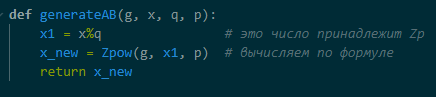 def generateAB(g, x, q, p):
x1 = x%q # это число принадлежит Zp
x_new = Zpow(g, x1, p) # вычисляем по формуле
return x_new